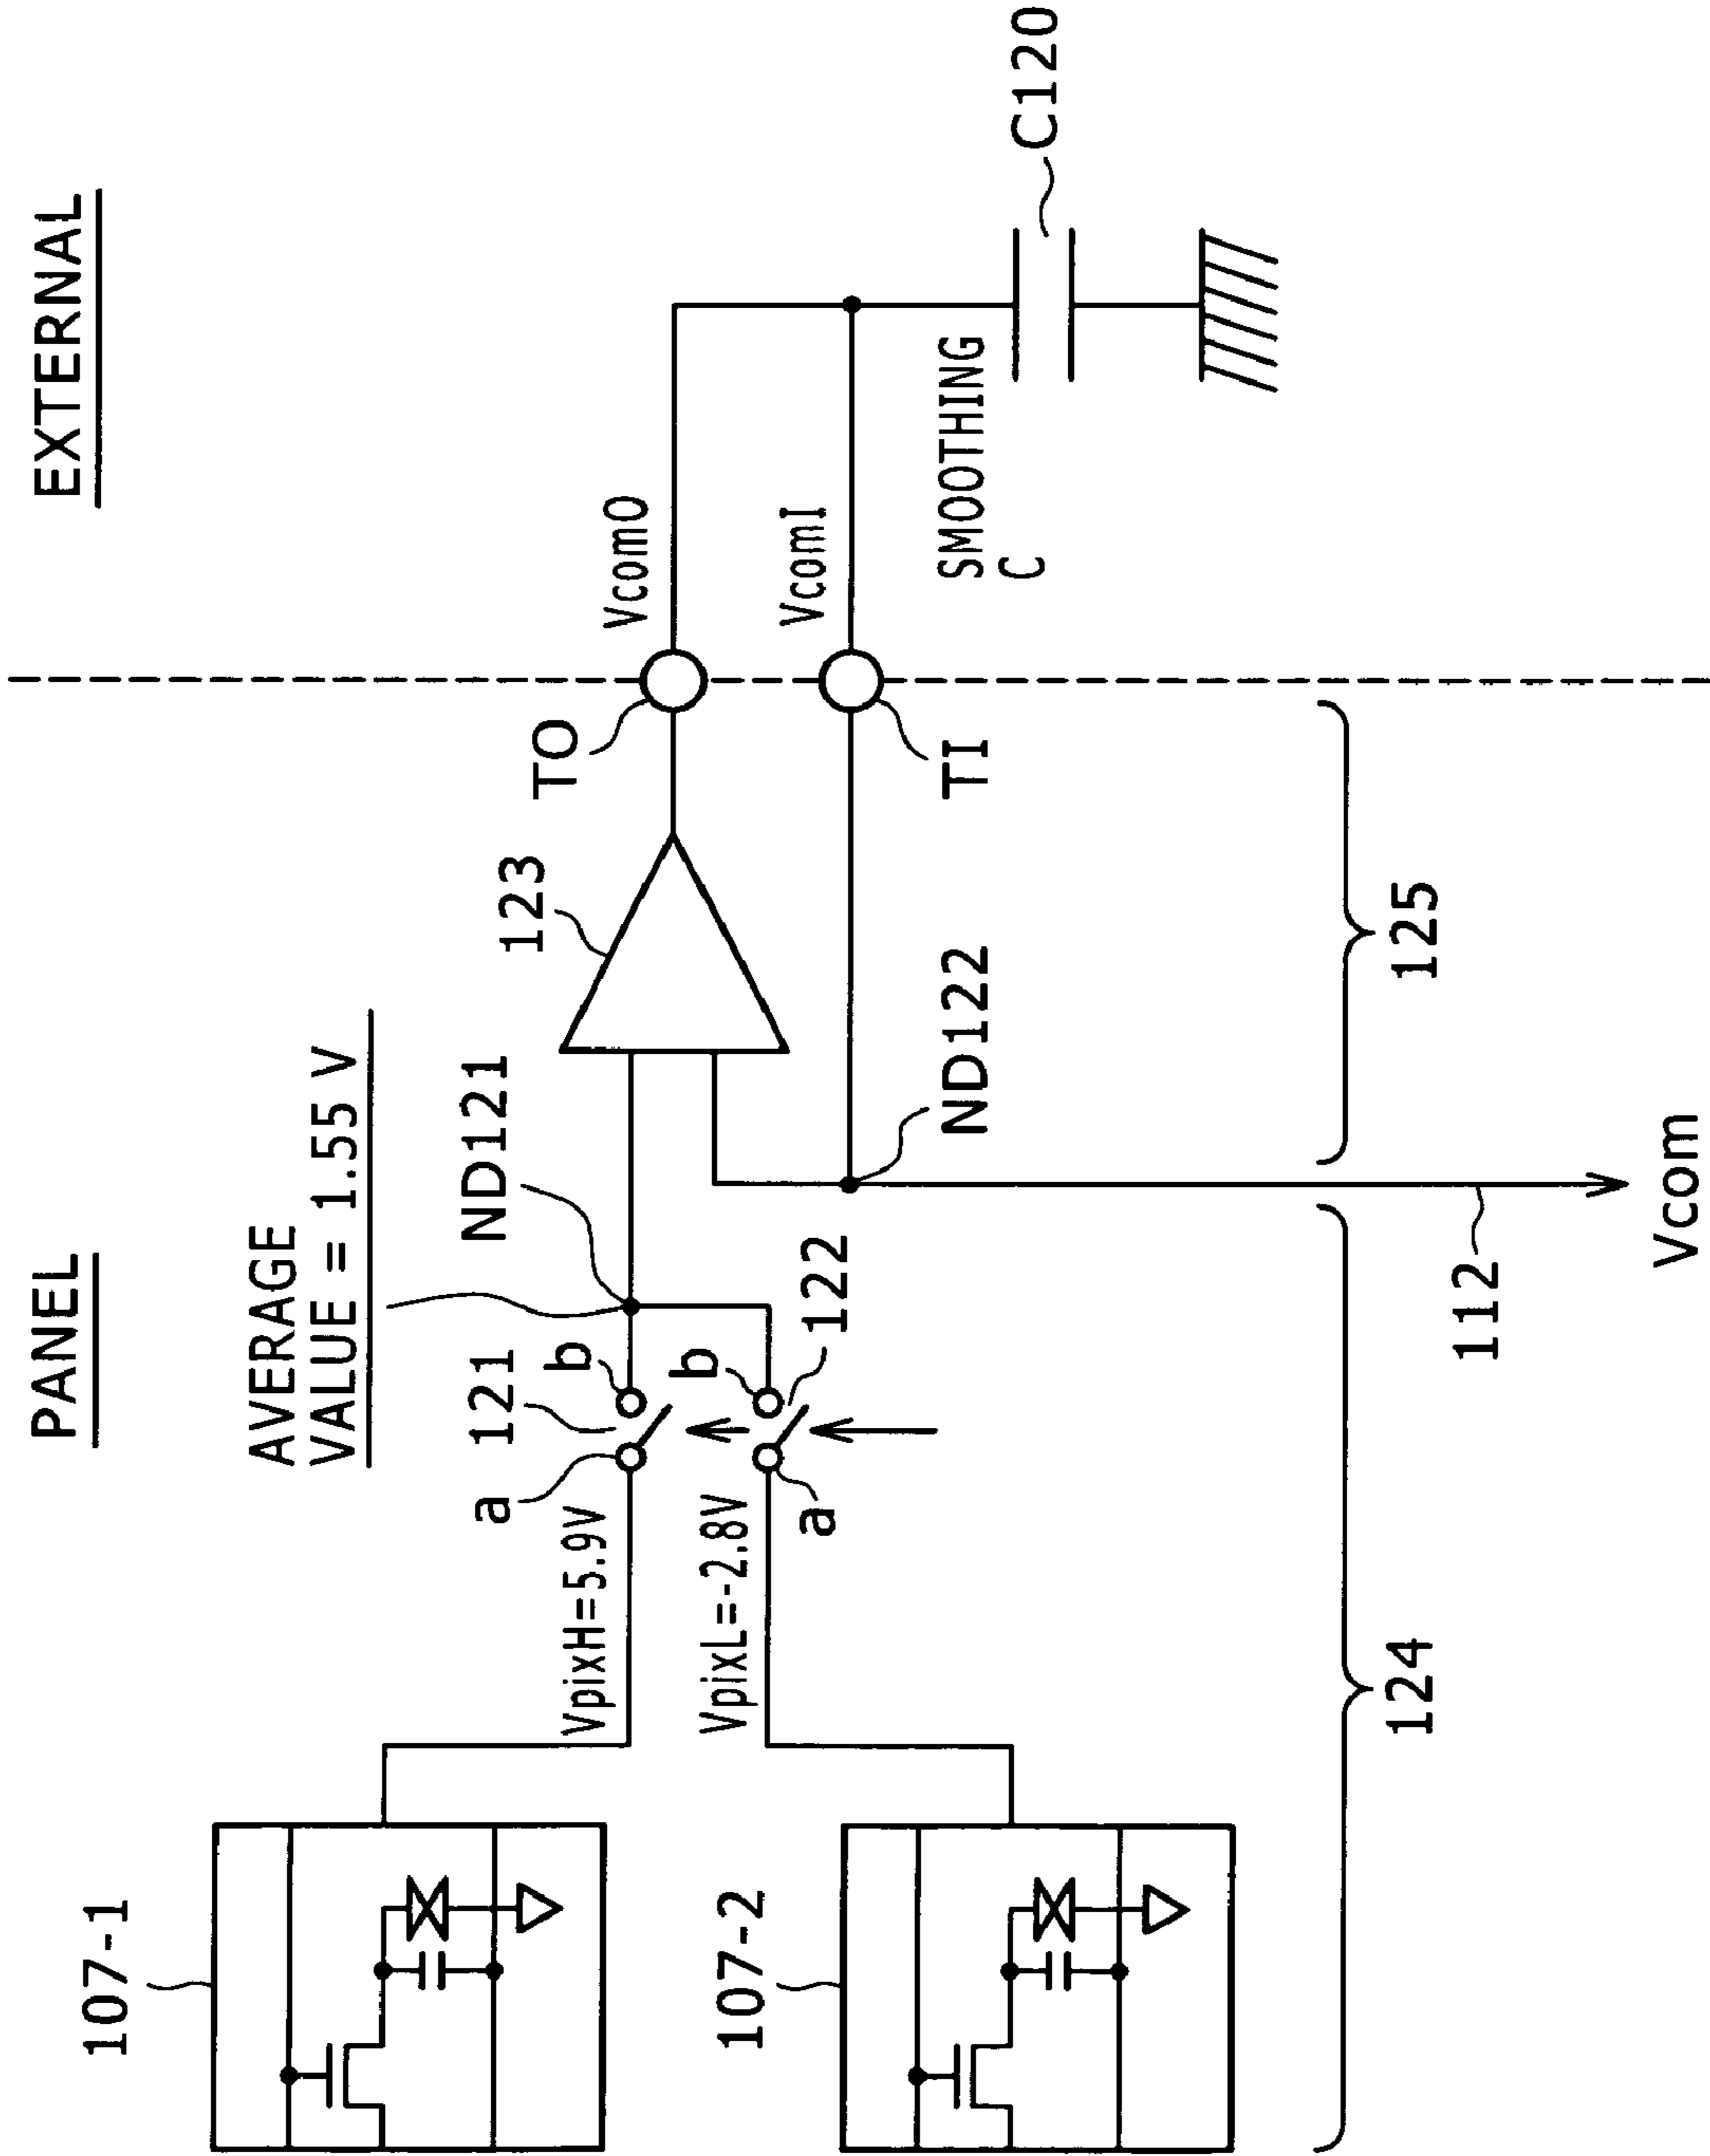 PANEL
EXTERNAL
AVERAGE
VALUE = 1.55 V
107-1
VpixH=5.9V
a
121
b
ND121
123
TO
VcomO
107-2
VpixL=-2.8V
a
b
122
ND122
TI
VcomI
SMOOTHING
C
C120
124
125
112
Vcom